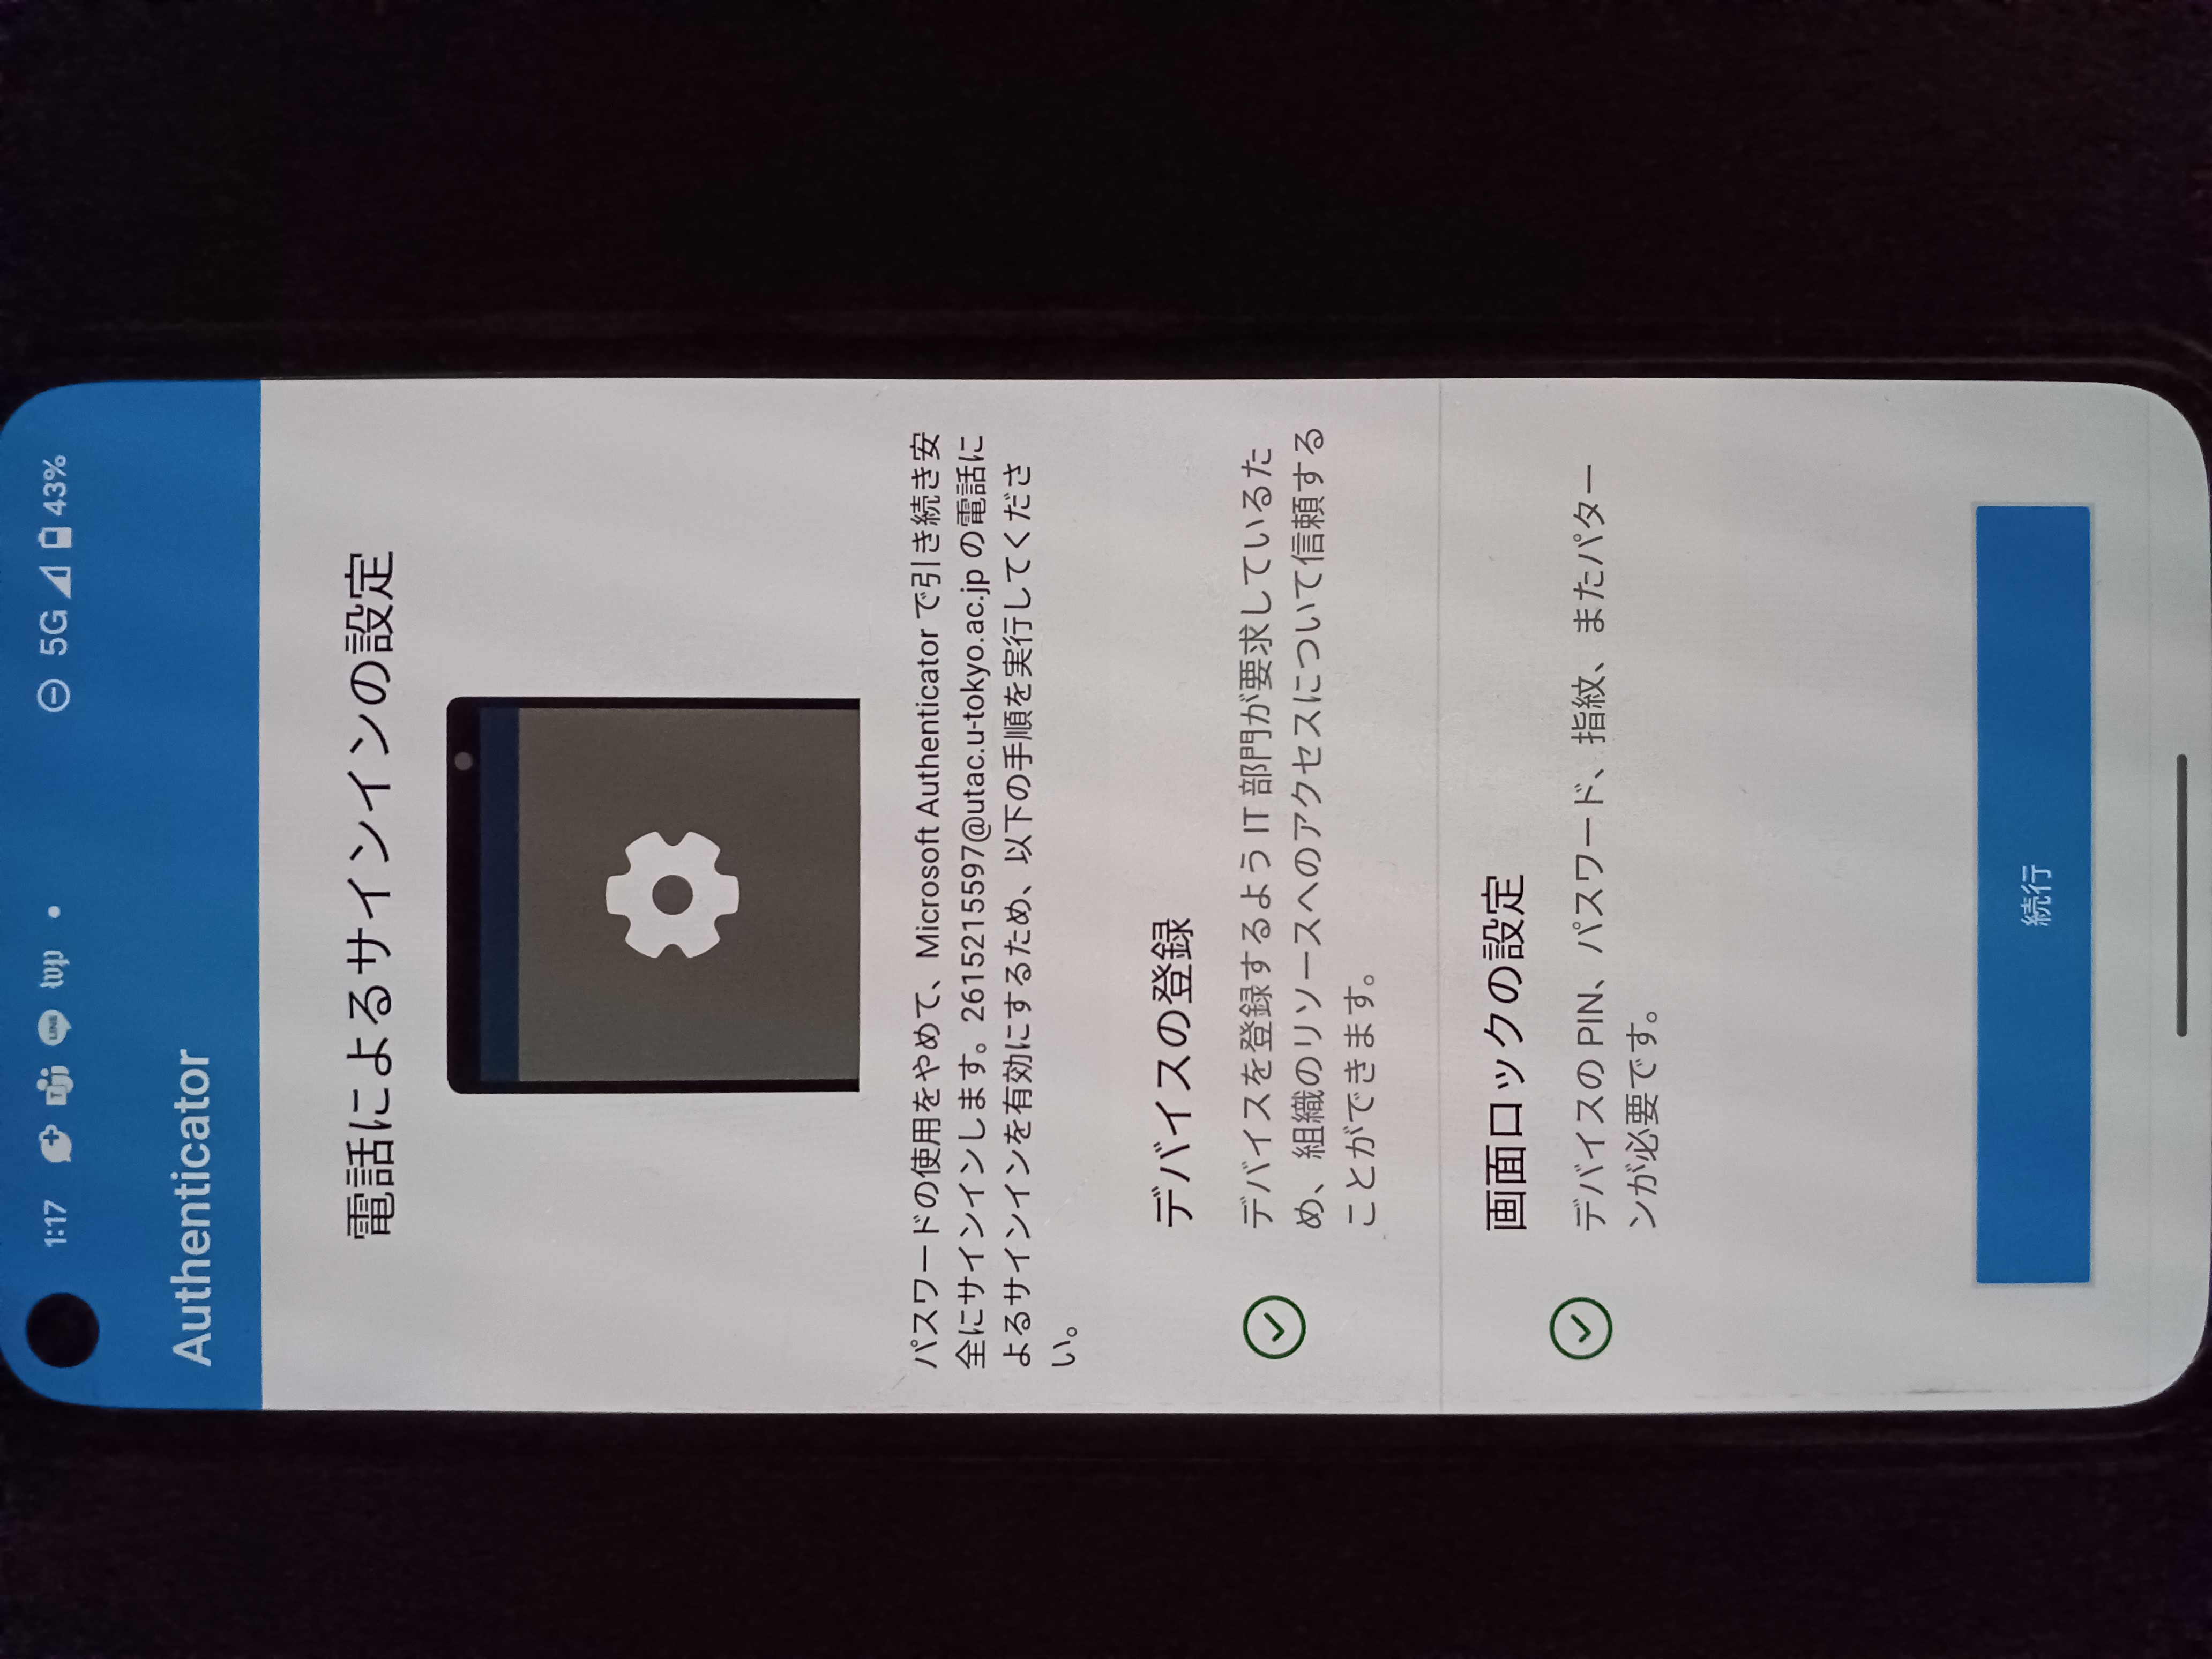 1:17 LINE wp 5G 43%
Authenticator
電話によるサインインの設定
パスワードの使用をやめて、Microsoft Authenticator で引き続き安
全にサインインします。2615215597@utac.u-tokyo.ac.jp の電話に
よるサインインを有効にするため、以下の手順を実行してくださ
い。
デバイスの登録
デバイスを登録するよう IT 部門が要求しているた
め、組織のリソースへのアクセスについて信頼する
ことができます。
画面ロックの設定
デバイスの PIN、パスワード、指紋、またパター
ンが必要です。
続行